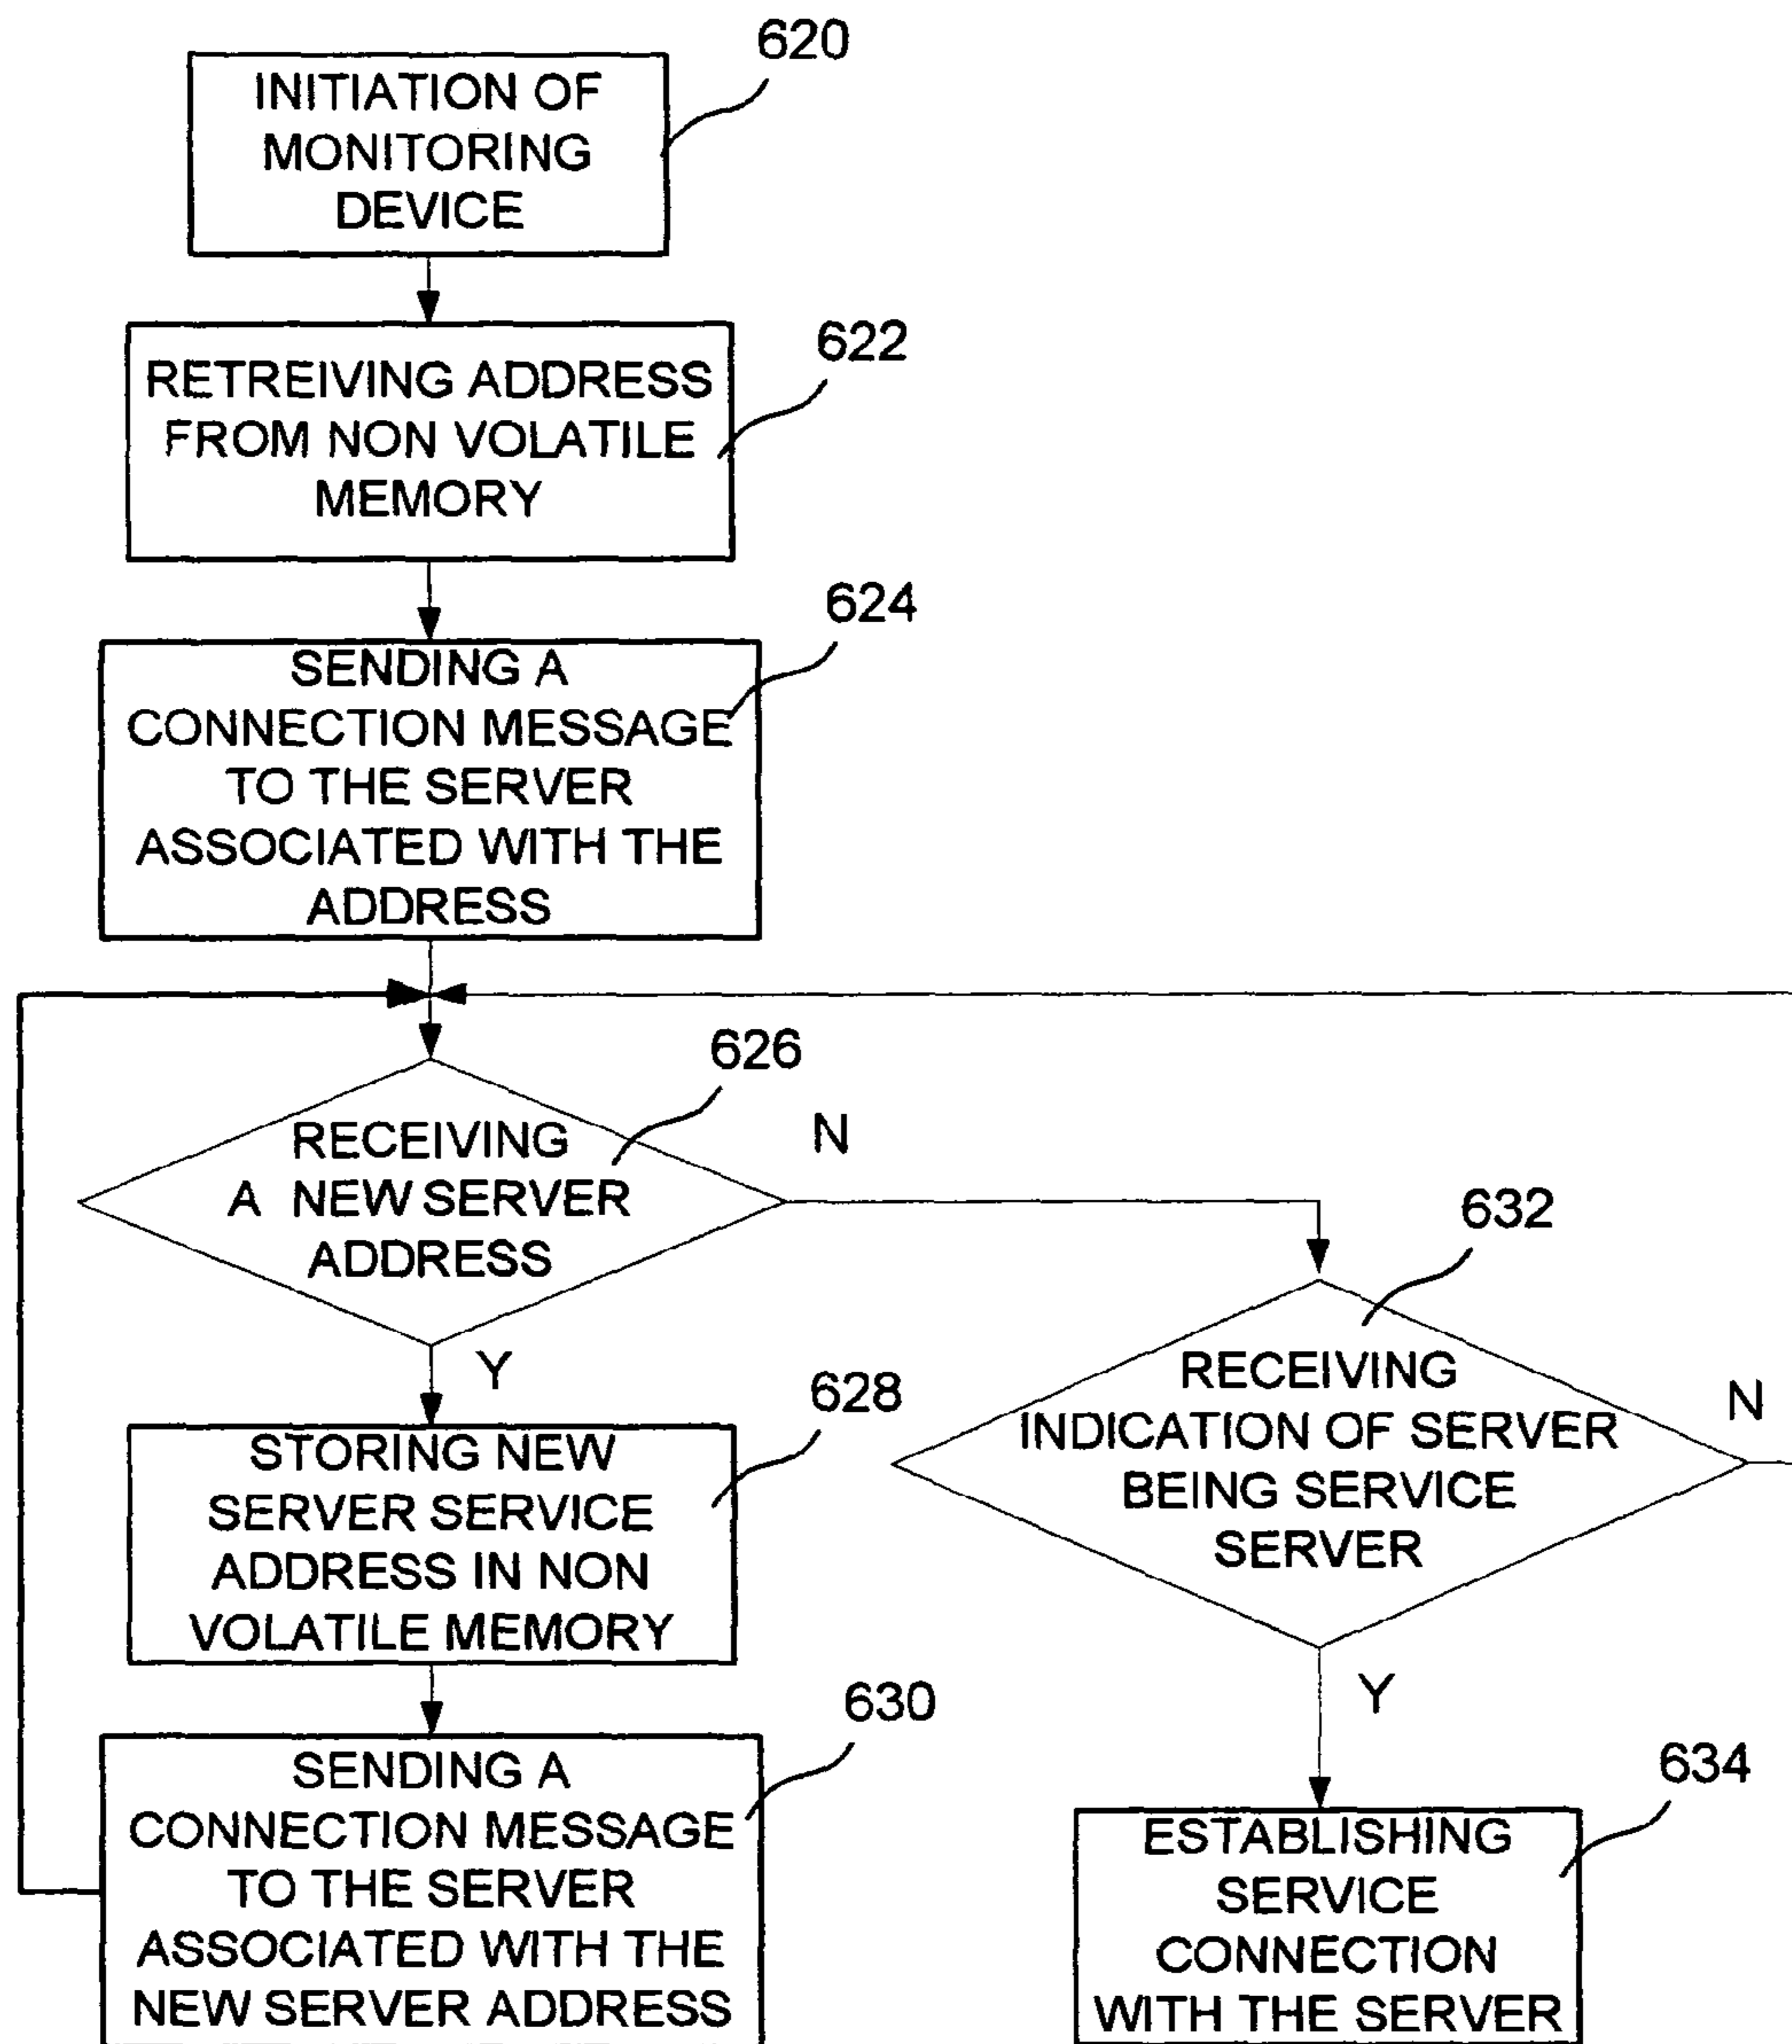 620
INITIATION OF
MONITORING
DEVICE
622
RETREIVING ADDRESS
FROM NON VOLATILE
MEMORY
624
SENDING A
CONNECTION MESSAGE
TO THE SERVER
ASSOCIATED WITH THE
ADDRESS
626
RECEIVING
A NEW SERVER
ADDRESS
N
Y
632
RECEIVING
INDICATION OF SERVER
BEING SERVICE
SERVER
N
Y
628
STORING NEW
SERVER SERVICE
ADDRESS IN NON
VOLATILE MEMORY
630
SENDING A
CONNECTION MESSAGE
TO THE SERVER
ASSOCIATED WITH THE
NEW SERVER ADDRESS
634
ESTABLISHING
SERVICE
CONNECTION
WITH THE SERVER